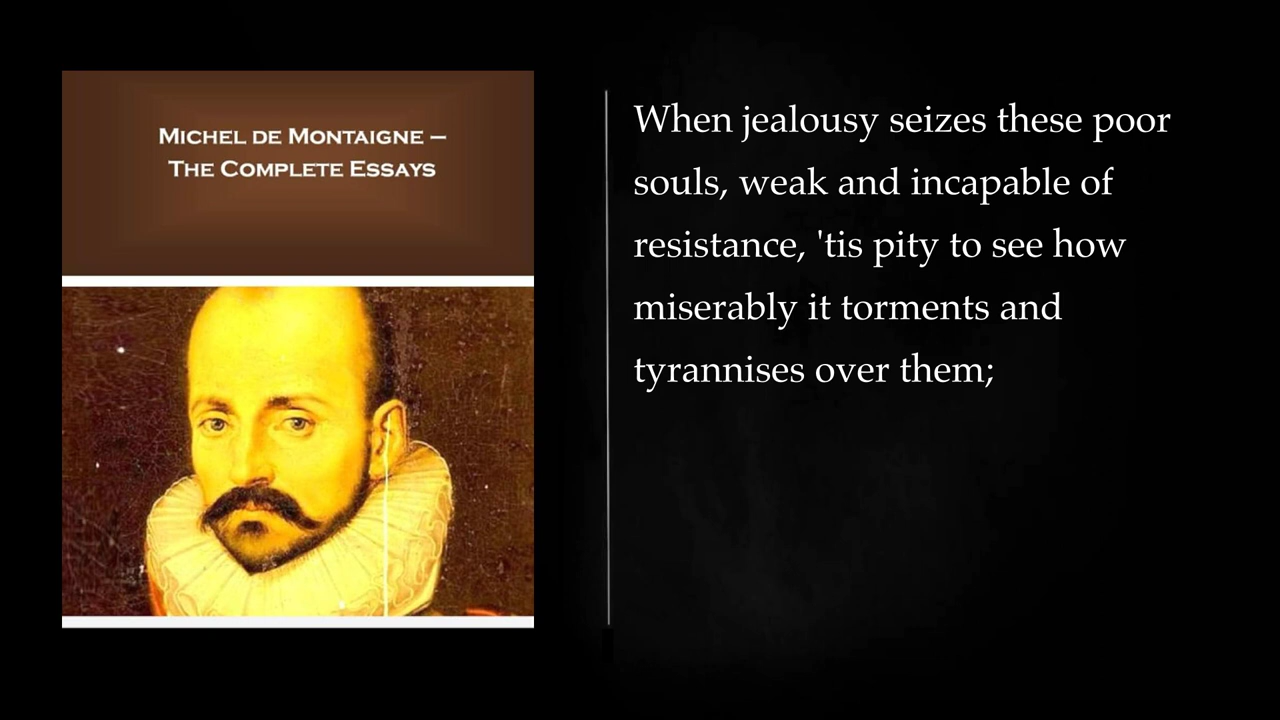 MICHEL DE MONTAIGNE –
THE COMPLETE ESSAYS
When jealousy seizes these poor
souls, weak and incapable of
resistance, 'tis pity to see how
miserably it torments and
tyrannises over them;